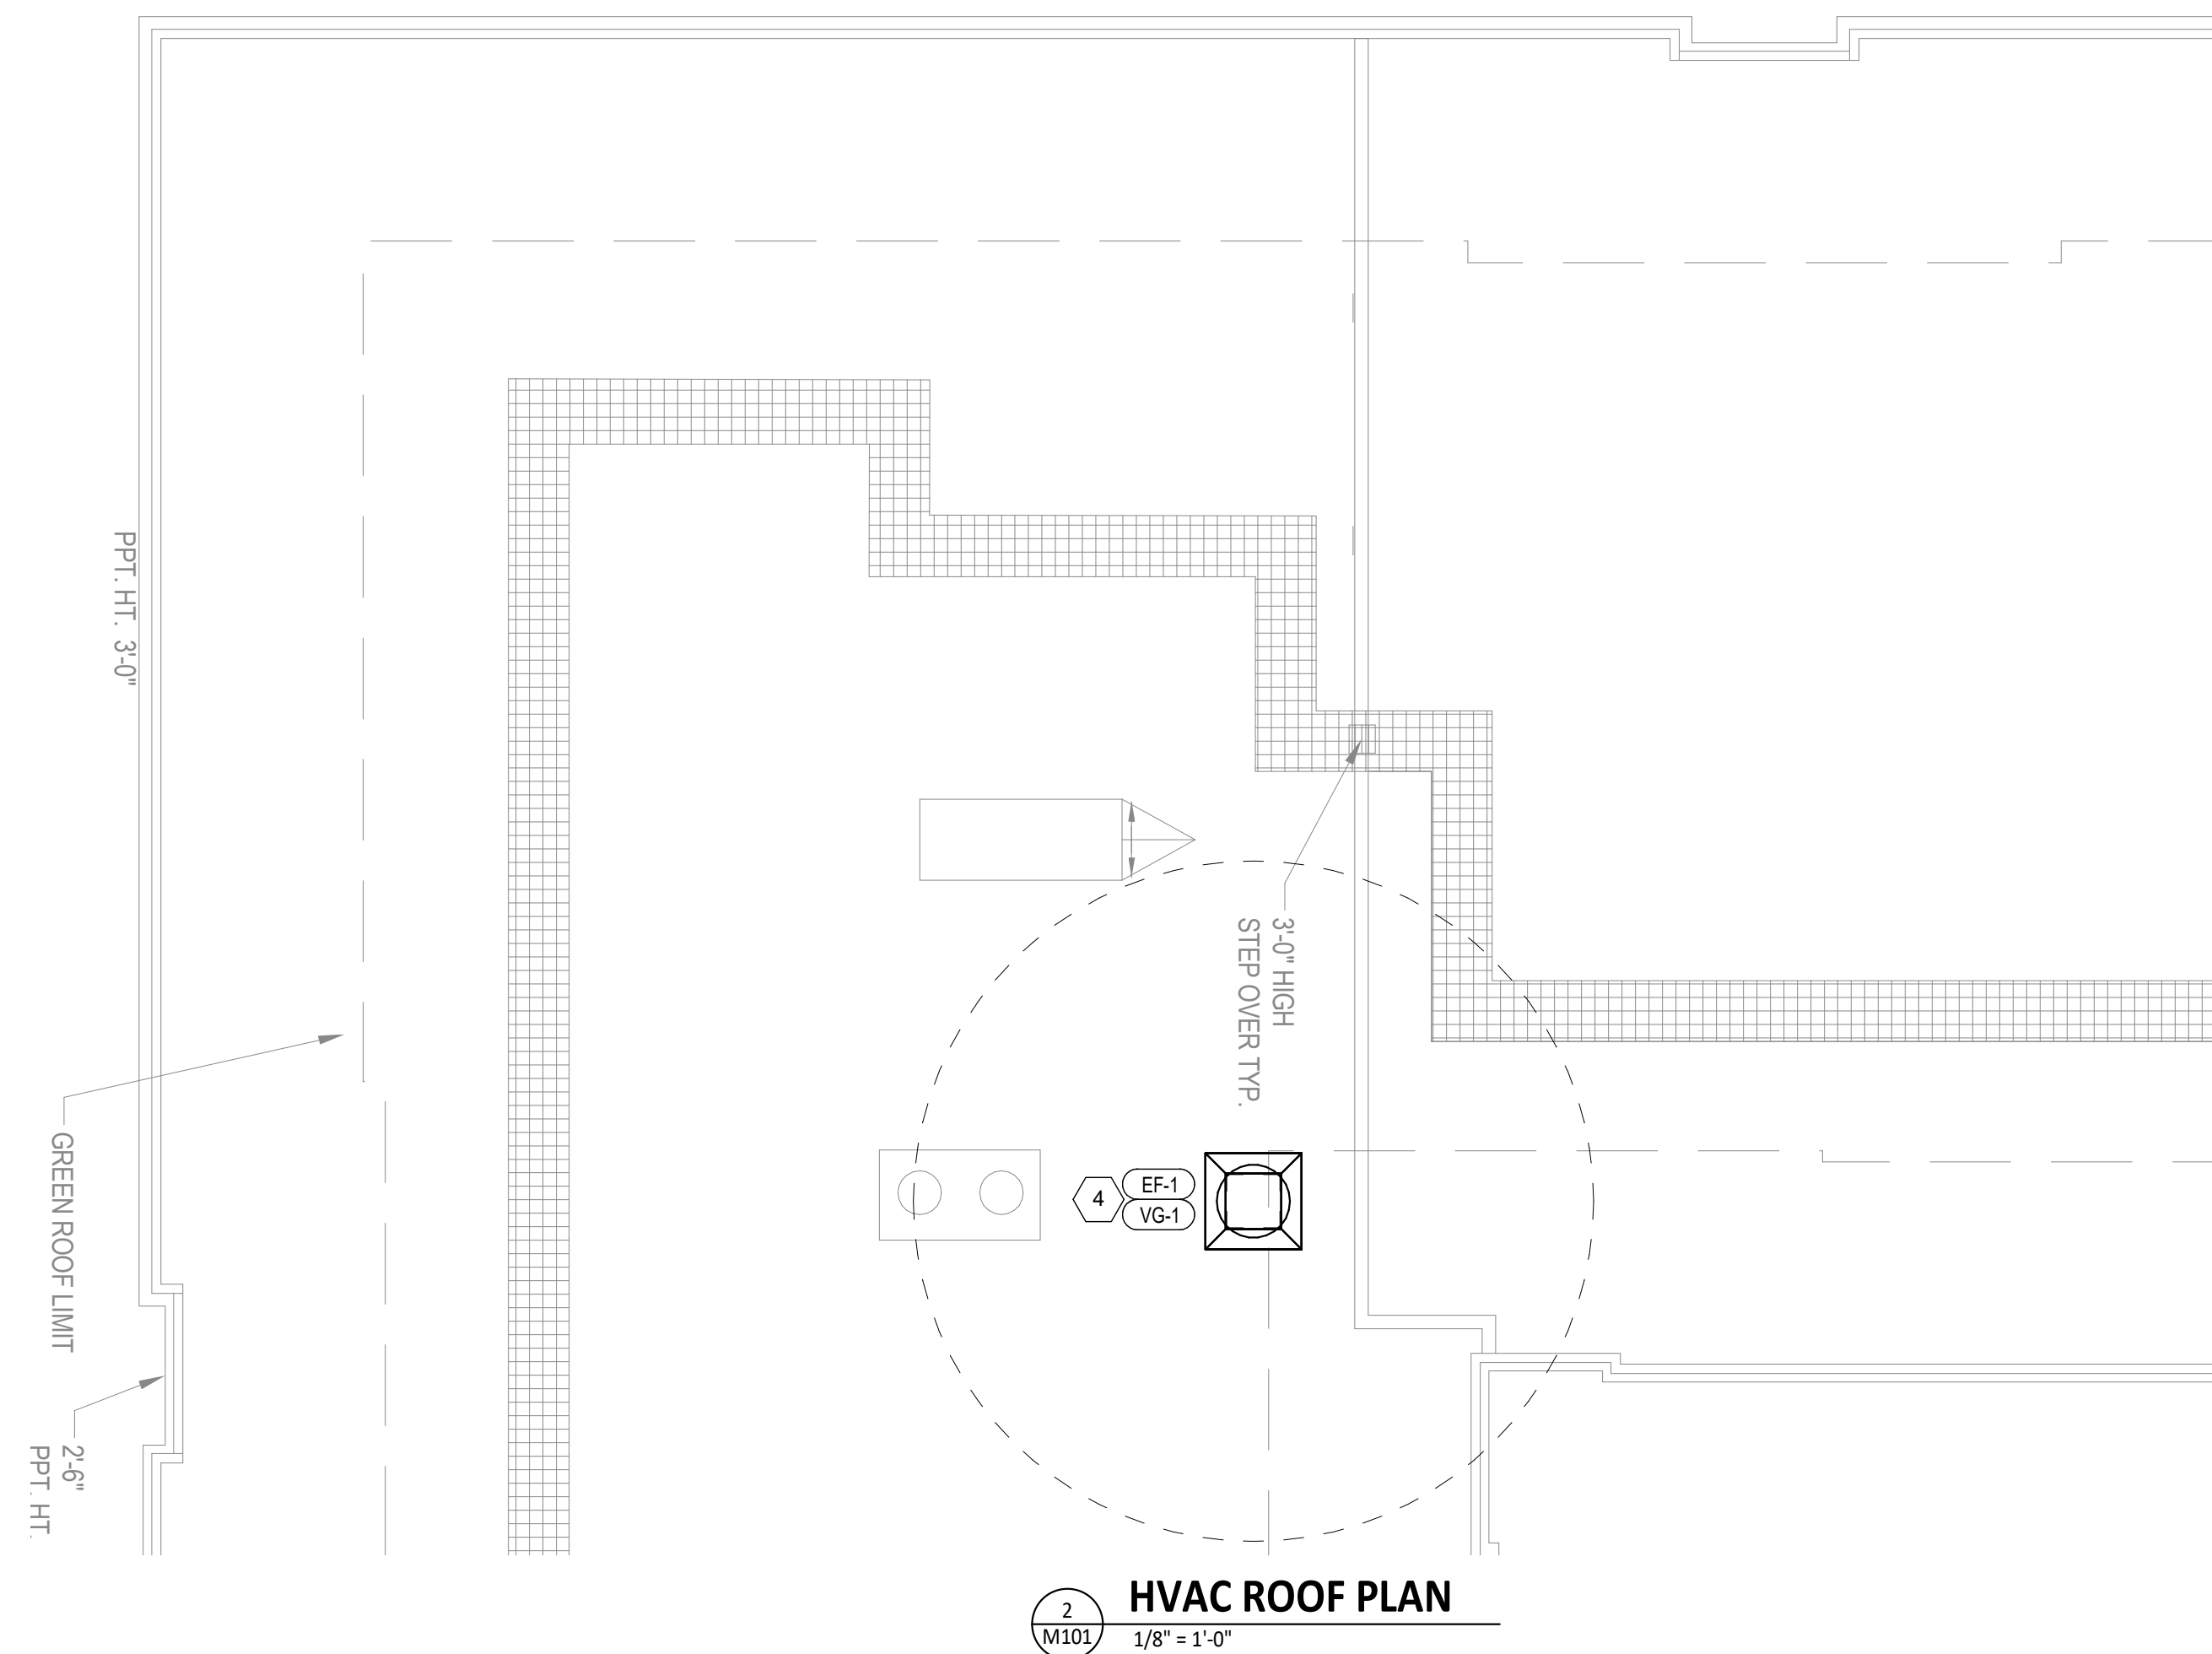 PPT. HT. 3'-0"
3'-0" HIGH
STEP OVER TYP.
GREEN ROOF LIMIT
4
EF-1
VG-1
2'-6"
PPT. HT.
2
M101
HVAC ROOF PLAN
1/8" = 1'-0"